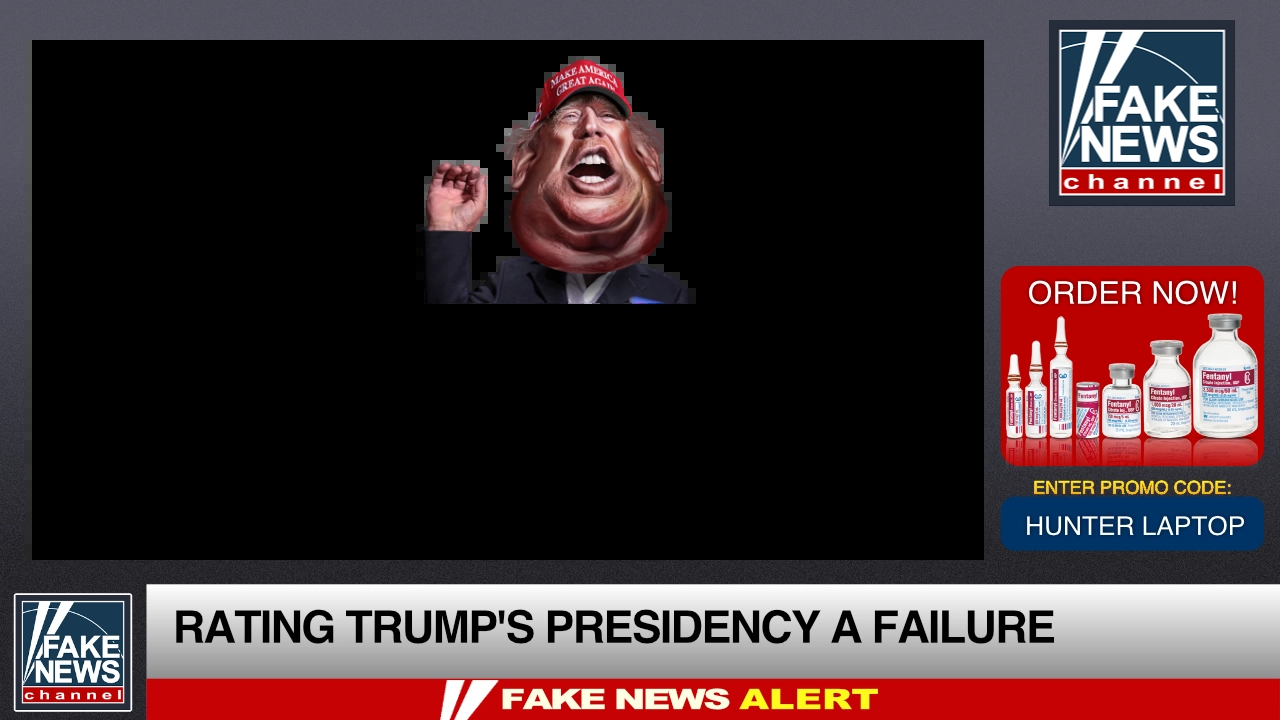 MAKE AMERICA
GREAT AGAIN
FAKE
NEWS
channel
ORDER NOW!
Fentanyl
Fentanyl
Fentanyl
Fentanyl
ENTER PROMO CODE:
HUNTER LAPTOP
FAKE
NEWS
channel
RATING TRUMP'S PRESIDENCY A FAILURE
FAKE NEWS ALERT